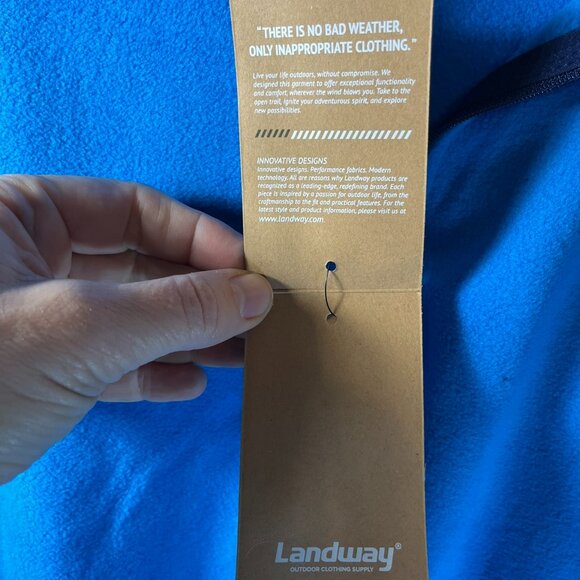 "THERE IS NO BAD WEATHER,
ONLY INAPPROPRIATE CLOTHING."
Live your life outdoors, without compromise. We
designed this garment to offer exceptional functionality
and comfort, wherever the wind blows you. Take to the
open trail, ignite your adventurous spirit, and explore
new possibilities.
INNOVATIVE DESIGNS
Innovative designs. Performance fabrics. Modern
technology. All are reasons why Landway products are
recognized as a leading-edge, redefining brand. Each
piece is inspired by a passion for outdoor life, from the
craftmanship to the fit and practical features. For the
latest style and product information, please visit us at
www.landway.com.
Landway®
OUTDOOR CLOTHING SUPPLY